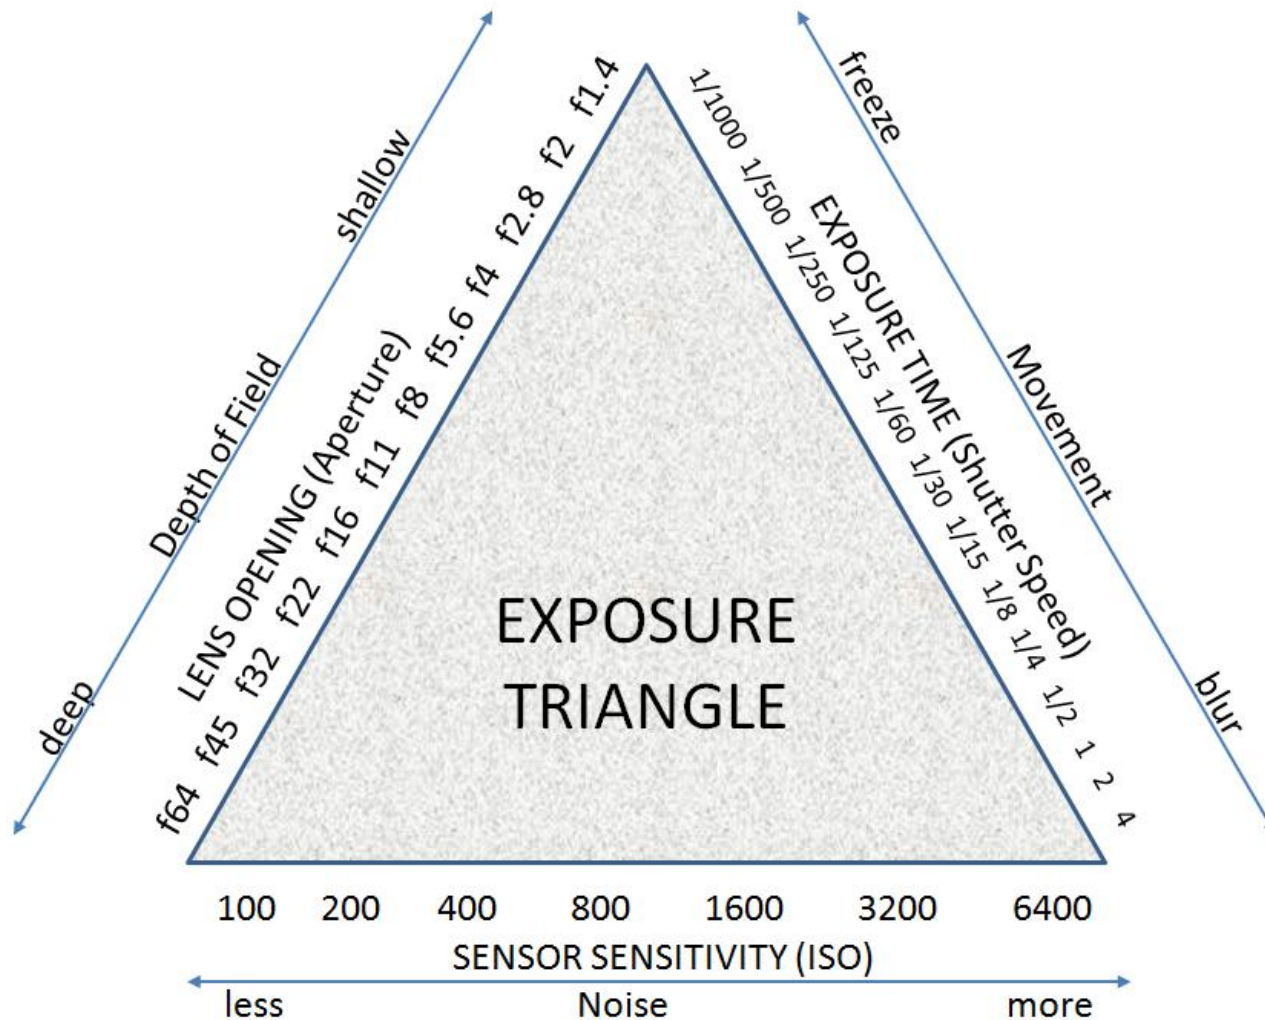 deep Depth of Field shallow
LENS OPENING (Aperture)
f64 f45 f32 f22 f16 f11 f8 f5.6 f4 f2.8 f2 f1.4
freeze Movement blur
EXPOSURE TIME (Shutter Speed)
1/1000 1/500 1/250 1/125 1/60 1/30 1/15 1/8 1/4 1/2 1 2 4
EXPOSURE
TRIANGLE
100 200 400 800 1600 3200 6400
SENSOR SENSITIVITY (ISO)
less Noise more